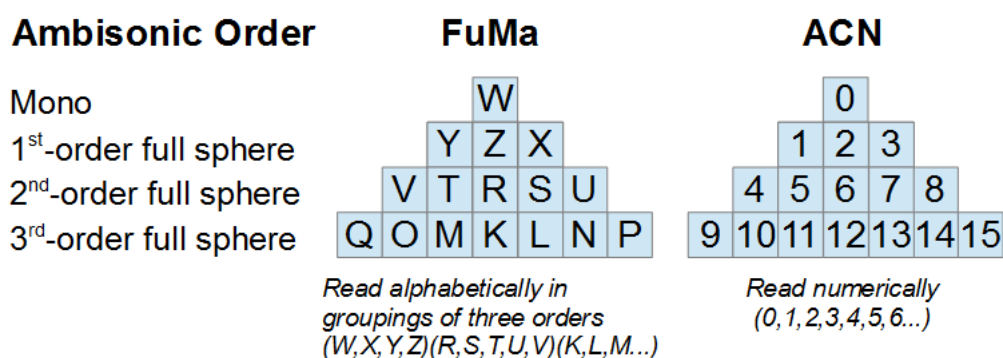 Ambisonic Order FuMa ACN
Mono W 0
1st-order full sphere Y Z X 1 2 3
2nd-order full sphere V T R S U 4 5 6 7 8
3rd-order full sphere Q O M K L N P 9 10 11 12 13 14 15
Read alphabetically in Read numerically
groupings of three orders (0,1,2,3,4,5,6...)
(W,X,Y,Z)(R,S,T,U,V)(K,L,M...)